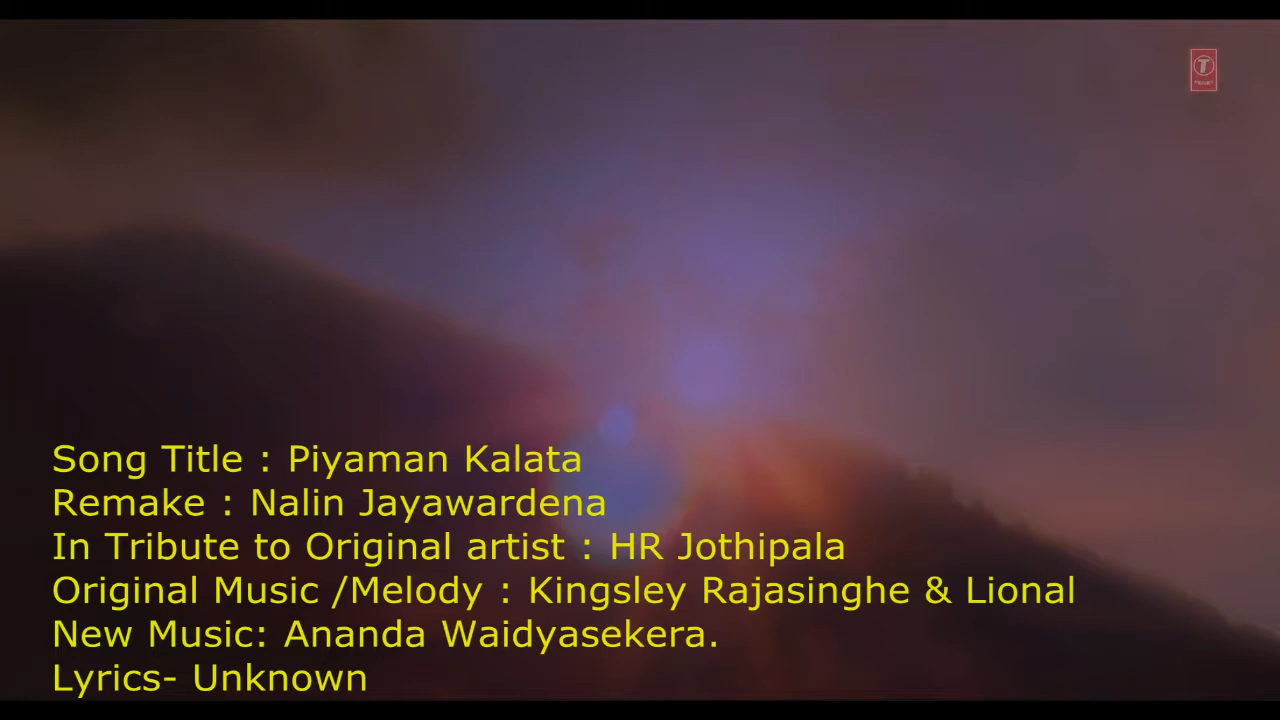 Song Title : Piyaman Kalata
Remake : Nalin Jayawardena
In Tribute to Original artist : HR Jothipala
Original Music /Melody : Kingsley Rajasinghe & Lional
New Music: Ananda Waidyasekera.
Lyrics- Unknown